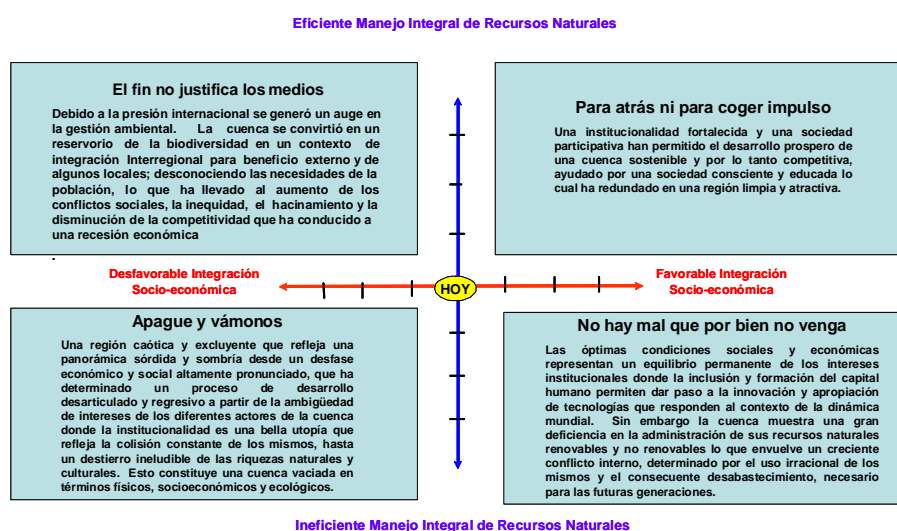 Eficiente Manejo Integral de Recursos Naturales
El fin no justifica los medios
Debido a la presión internacional se generó un auge en
la gestión ambiental. La cuenca se convirtió en un
reservorio de la biodiversidad en un contexto de
integración Interregional para beneficio externo y de
algunos locales; desconociendo las necesidades de la
población, lo que ha llevado al aumento de los
conflictos sociales, la inequidad, el hacinamiento y la
disminución de la competitividad que ha conducido a
una recesión económica
.
Para atrás ni para coger impulso
Una institucionalidad fortalecida y una sociedad
participativa han permitido el desarrollo prospero de
una cuenca sostenible y por lo tanto competitiva,
ayudado por una sociedad consciente y educada lo
cual ha redundado en una región limpia y atractiva.
Desfavorable Integración
Socio-económica
HOY
Favorable Integración
Socio-económica
Apague y vámonos
Una región caótica y excluyente que refleja una
panorámica sórdida y sombría desde un desfase
económico y social altamente pronunciado, que ha
determinado un proceso de desarrollo
desarticulado y regresivo a partir de la ambigüedad
de intereses de los diferentes actores de la cuenca
donde la institucionalidad es una bella utopía que
refleja la colisión constante de los mismos, hasta
un destierro ineludible de las riquezas naturales y
culturales. Esto constituye una cuenca vaciada en
términos físicos, socioeconómicos y ecológicos.
No hay mal que por bien no venga
Las óptimas condiciones sociales y económicas
representan un equilibrio permanente de los intereses
institucionales donde la inclusión y formación del capital
humano permiten dar paso a la innovación y apropiación
de tecnologías que responden al contexto de la dinámica
mundial. Sin embargo la cuenca muestra una gran
deficiencia en la administración de sus recursos naturales
renovables y no renovables lo que envuelve un creciente
conflicto interno, determinado por el uso irracional de los
mismos y el consecuente desabastecimiento, necesario
para las futuras generaciones.
Ineficiente Manejo Integral de Recursos Naturales